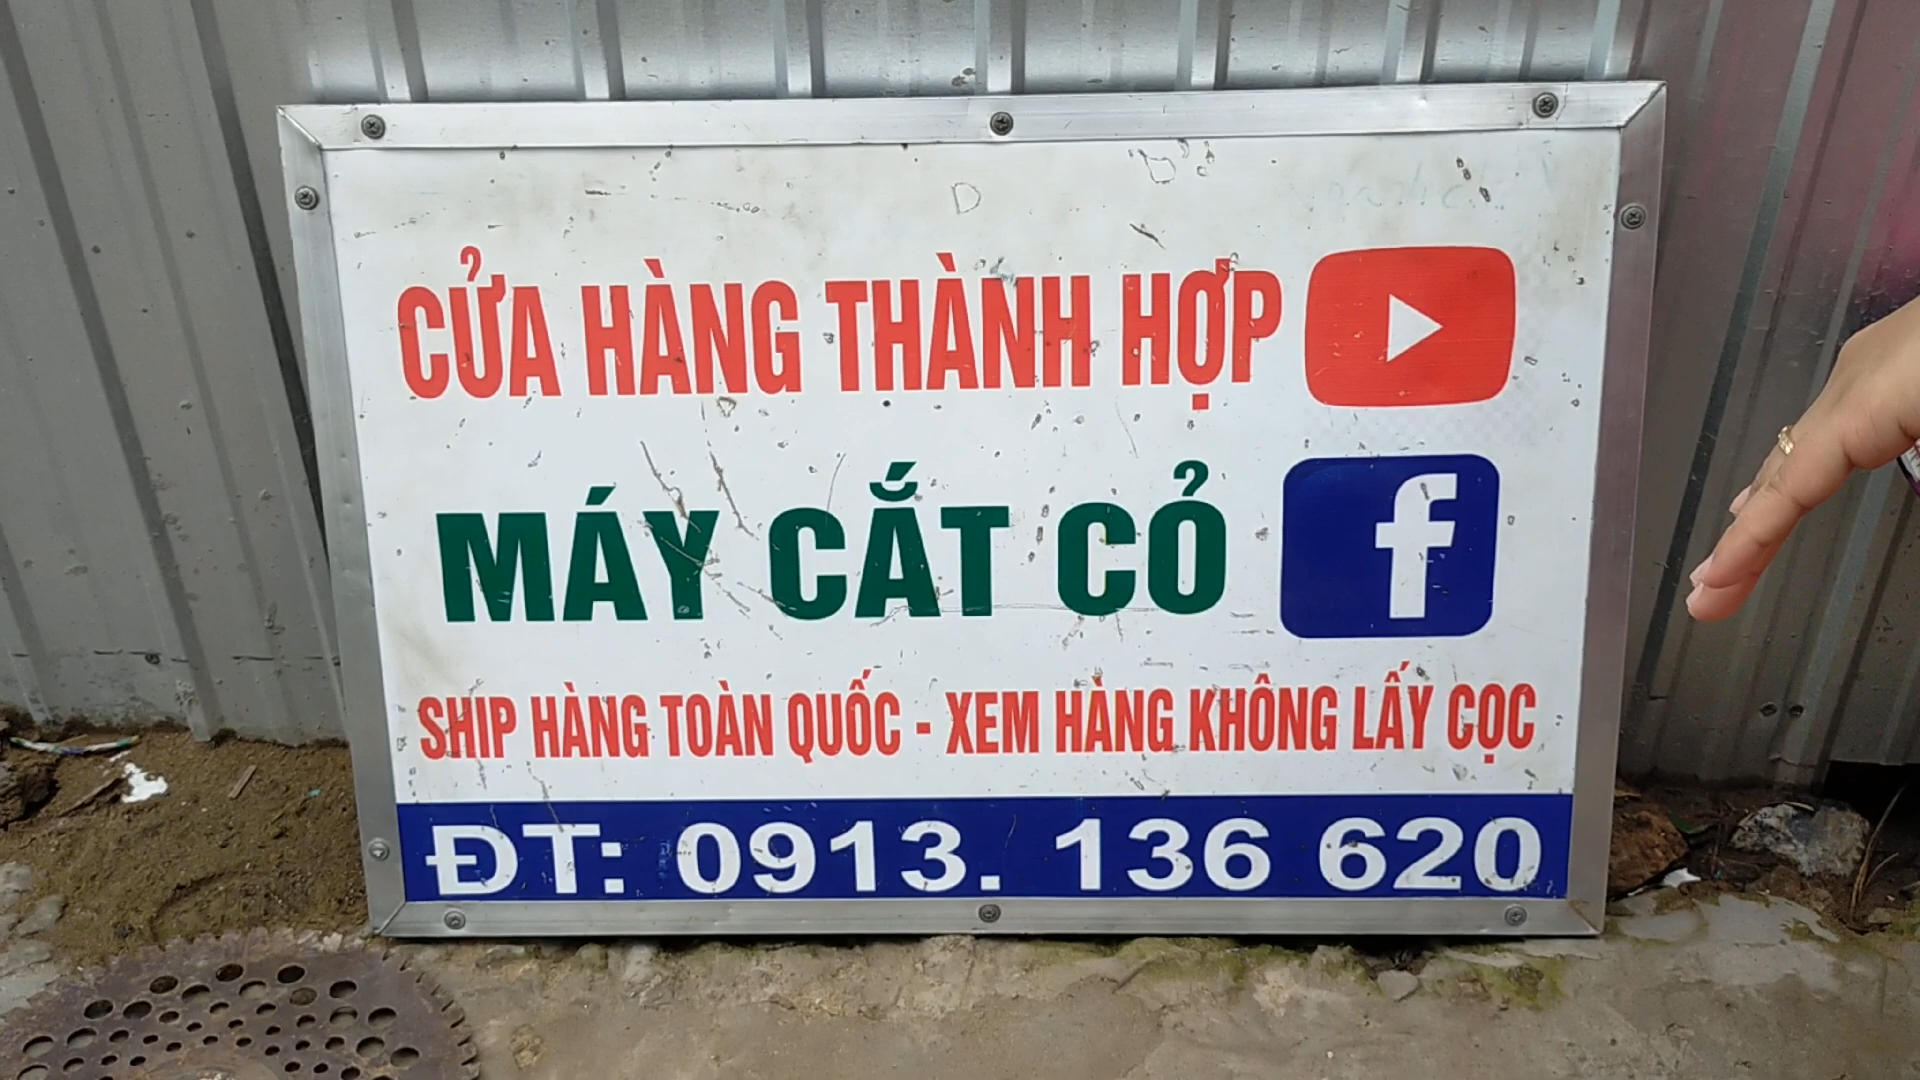 CỬA HÀNG THÀNH HỢP
MÁY CẮT CỎ
f
SHIP HÀNG TOÀN QUỐC - XEM HÀNG KHÔNG LẤY CỌC
ĐT: 0913. 136 620